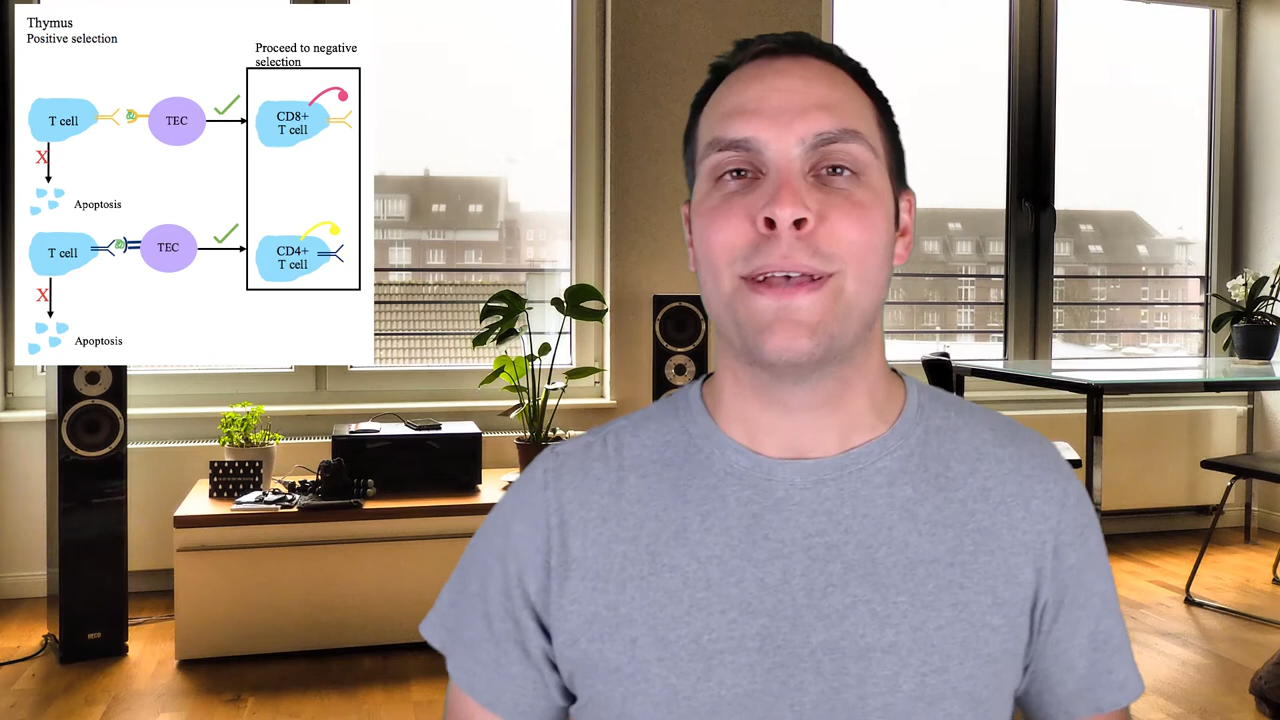 Thymus
Positive selection
Proceed to negative
selection
T cell
TEC
CD8+
T cell
X
Apoptosis
T cell
TEC
CD4+
T cell
X
Apoptosis